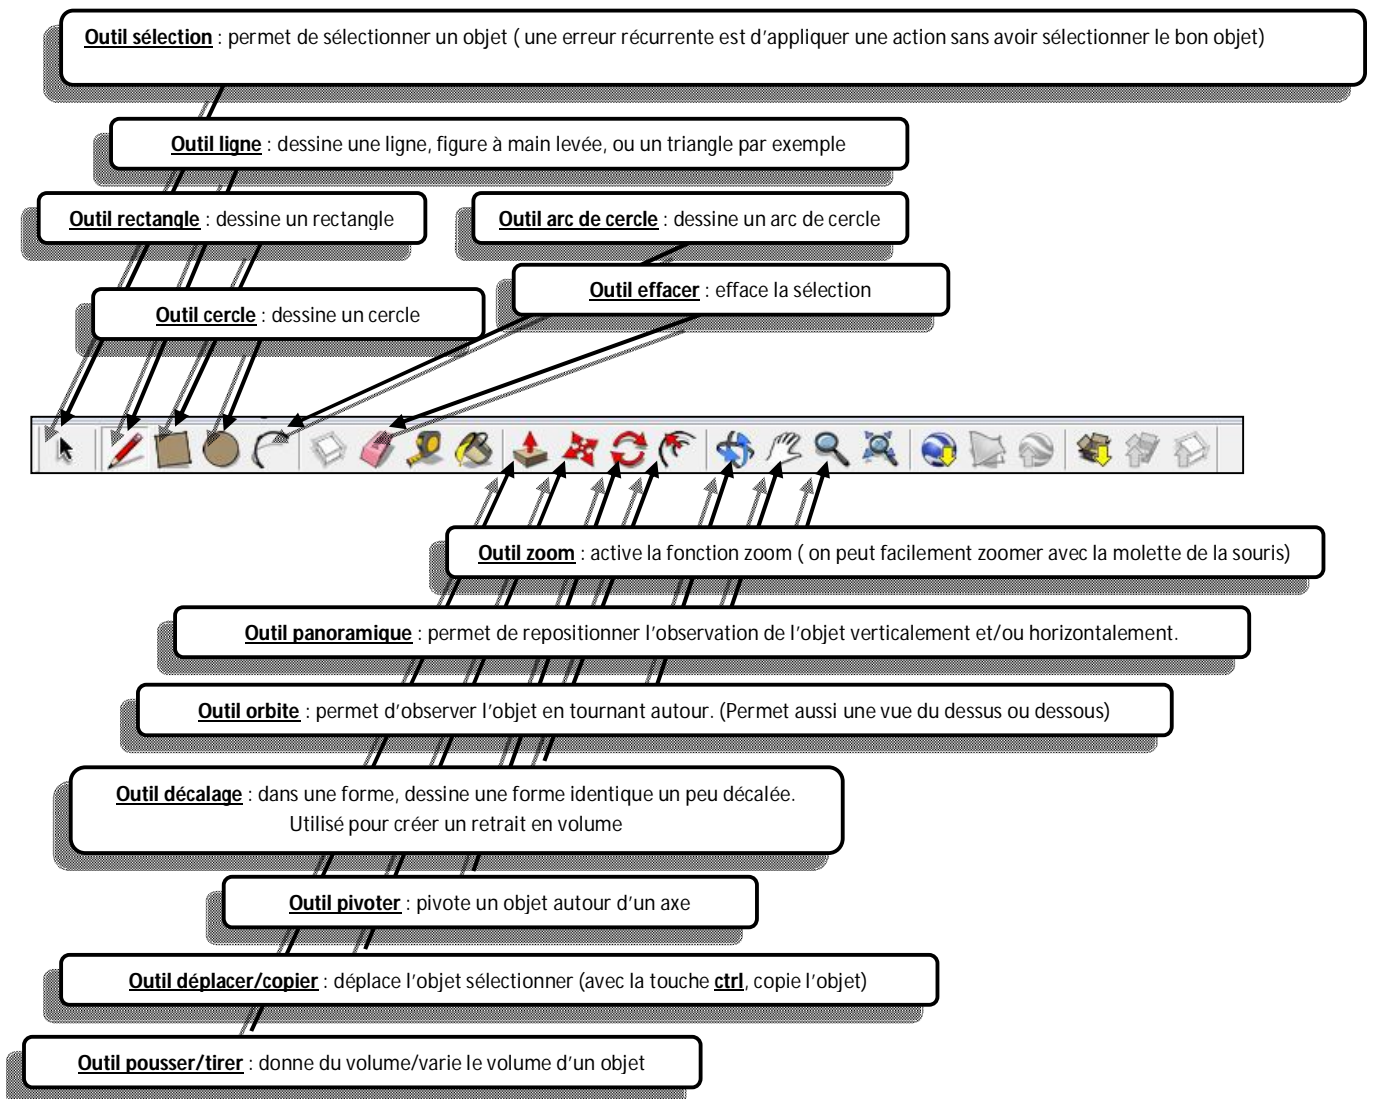 Outil sélection : permet de sélectionner un objet ( une erreur récurrente est d'appliquer une action sans avoir sélectionner le bon objet)
Outil ligne : dessine une ligne, figure à main levée, ou un triangle par exemple
Outil rectangle : dessine un rectangle
Outil arc de cercle : dessine un arc de cercle
Outil effacer : efface la sélection
Outil cercle : dessine un cercle
Outil zoom : active la fonction zoom ( on peut facilement zoomer avec la molette de la souris)
Outil panoramique : permet de repositionner l'observation de l'objet verticalement et/ou horizontalement.
Outil orbite : permet d'observer l'objet en tournant autour. (Permet aussi une vue du dessus ou dessous)
Outil décalage : dans une forme, dessine une forme identique un peu décalée.
Utilisé pour créer un retrait en volume
Outil pivoter : pivote un objet autour d'un axe
Outil déplacer/copier : déplace l'objet sélectionner (avec la touche ctrl, copie l'objet)
Outil pousser/tirer : donne du volume/varie le volume d'un objet